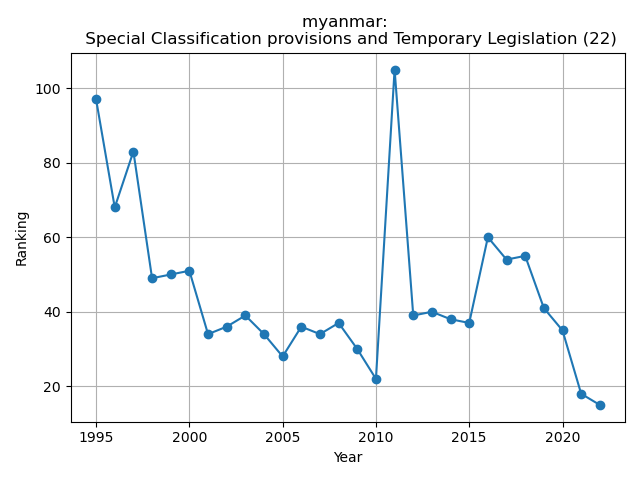 myanmar:
Special Classification provisions and Temporary Legislation (22)
Ranking
100
80
60
40
20
1995
2000
2005
2010
2015
2020
Year